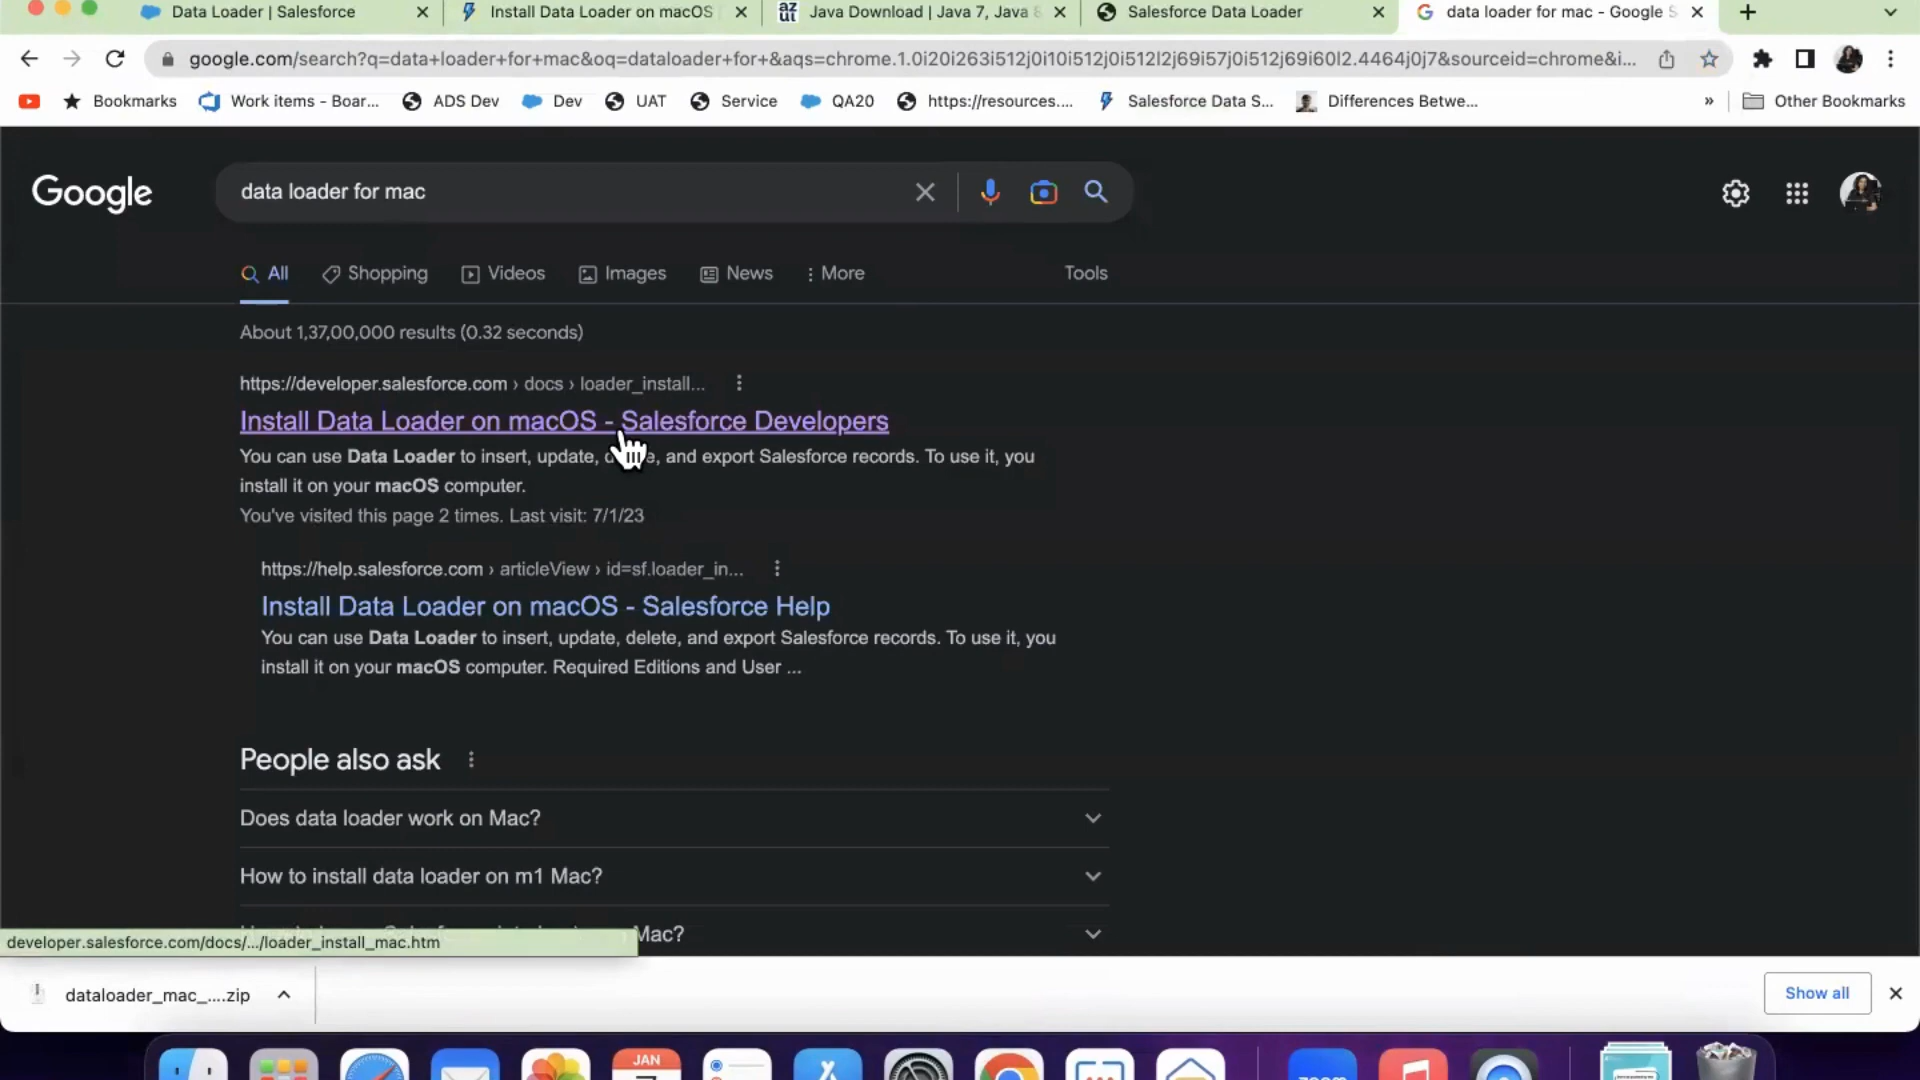 Data Loader | Salesforce
Install Data Loader on macOS
Java Download | Java 7, Java 8
Salesforce Data Loader
data loader for mac - Google S
google.com/search?q=data+loader+for+mac&oq=dataloader+for+&aqs=chrome.1.0i20i263i512j0i10i512j0i512l2j69i57j0i512j69i60l2.4464j0j7&sourceid=chrome&i...
Bookmarks
Work items - Boar...
ADS Dev
Dev
UAT
Service
QA20
https://resources....
Salesforce Data S...
Differences Betwe...
»
Other Bookmarks
Google
data loader for mac
All
Shopping
Videos
Images
News
More
Tools
About 1,37,00,000 results (0.32 seconds)
https://developer.salesforce.com › docs › loader_install...
Install Data Loader on macOS - Salesforce Developers
You can use Data Loader to insert, update, and export Salesforce records. To use it, you
install it on your macOS computer.
You've visited this page 2 times. Last visit: 7/1/23
https://help.salesforce.com › articleView › id=sf.loader_in...
Install Data Loader on macOS - Salesforce Help
You can use Data Loader to insert, update, delete, and export Salesforce records. To use it, you
install it on your macOS computer. Required Editions and User ...
People also ask
Does data loader work on Mac?
How to install data loader on m1 Mac?
Mac?
developer.salesforce.com/docs/.../loader_install_mac.htm
dataloader_mac_....zip
Show all
JAN